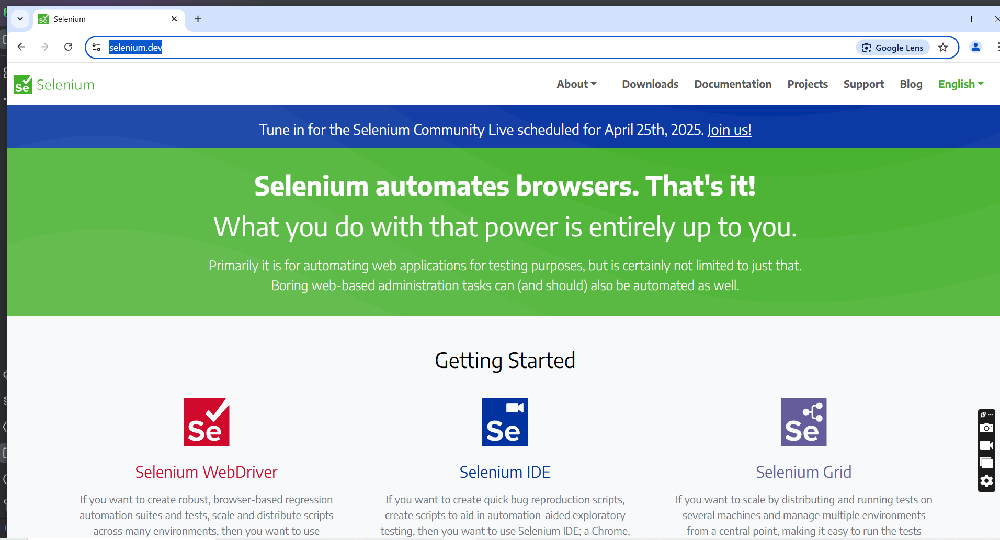 Selenium
selenium.dev
Google Lens
Se Selenium
About
Downloads
Documentation
Projects
Support
Blog
English
Tune in for the Selenium Community Live scheduled for April 25th, 2025. Join us!
Selenium automates browsers. That's it!
What you do with that power is entirely up to you.
Primarily it is for automating web applications for testing purposes, but is certainly not limited to just that.
Boring web-based administration tasks can (and should) also be automated as well.
Getting Started
Se
Selenium WebDriver
If you want to create robust, browser-based regression
automation suites and tests, scale and distribute scripts
across many environments, then you want to use
Se
Selenium IDE
If you want to create quick bug reproduction scripts,
create scripts to aid in automation-aided exploratory
testing, then you want to use Selenium IDE; a Chrome,
Se
Selenium Grid
If you want to scale by distributing and running tests on
several machines and manage multiple environments
from a central point, making it easy to run the tests